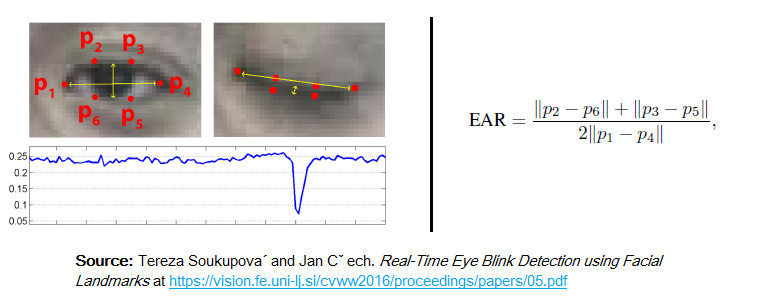 p2 p3
p1 p4
p6 p5
0.25
0.2
0.15
0.1
0.05
EAR = ‖p2 − p6‖ + ‖p3 − p5‖ / 2‖p1 − p4‖,
Source: Tereza Soukupova´ and Jan Cˇ ech. Real-Time Eye Blink Detection using Facial
Landmarks at https://vision.fe.uni-lj.si/cvww2016/proceedings/papers/05.pdf